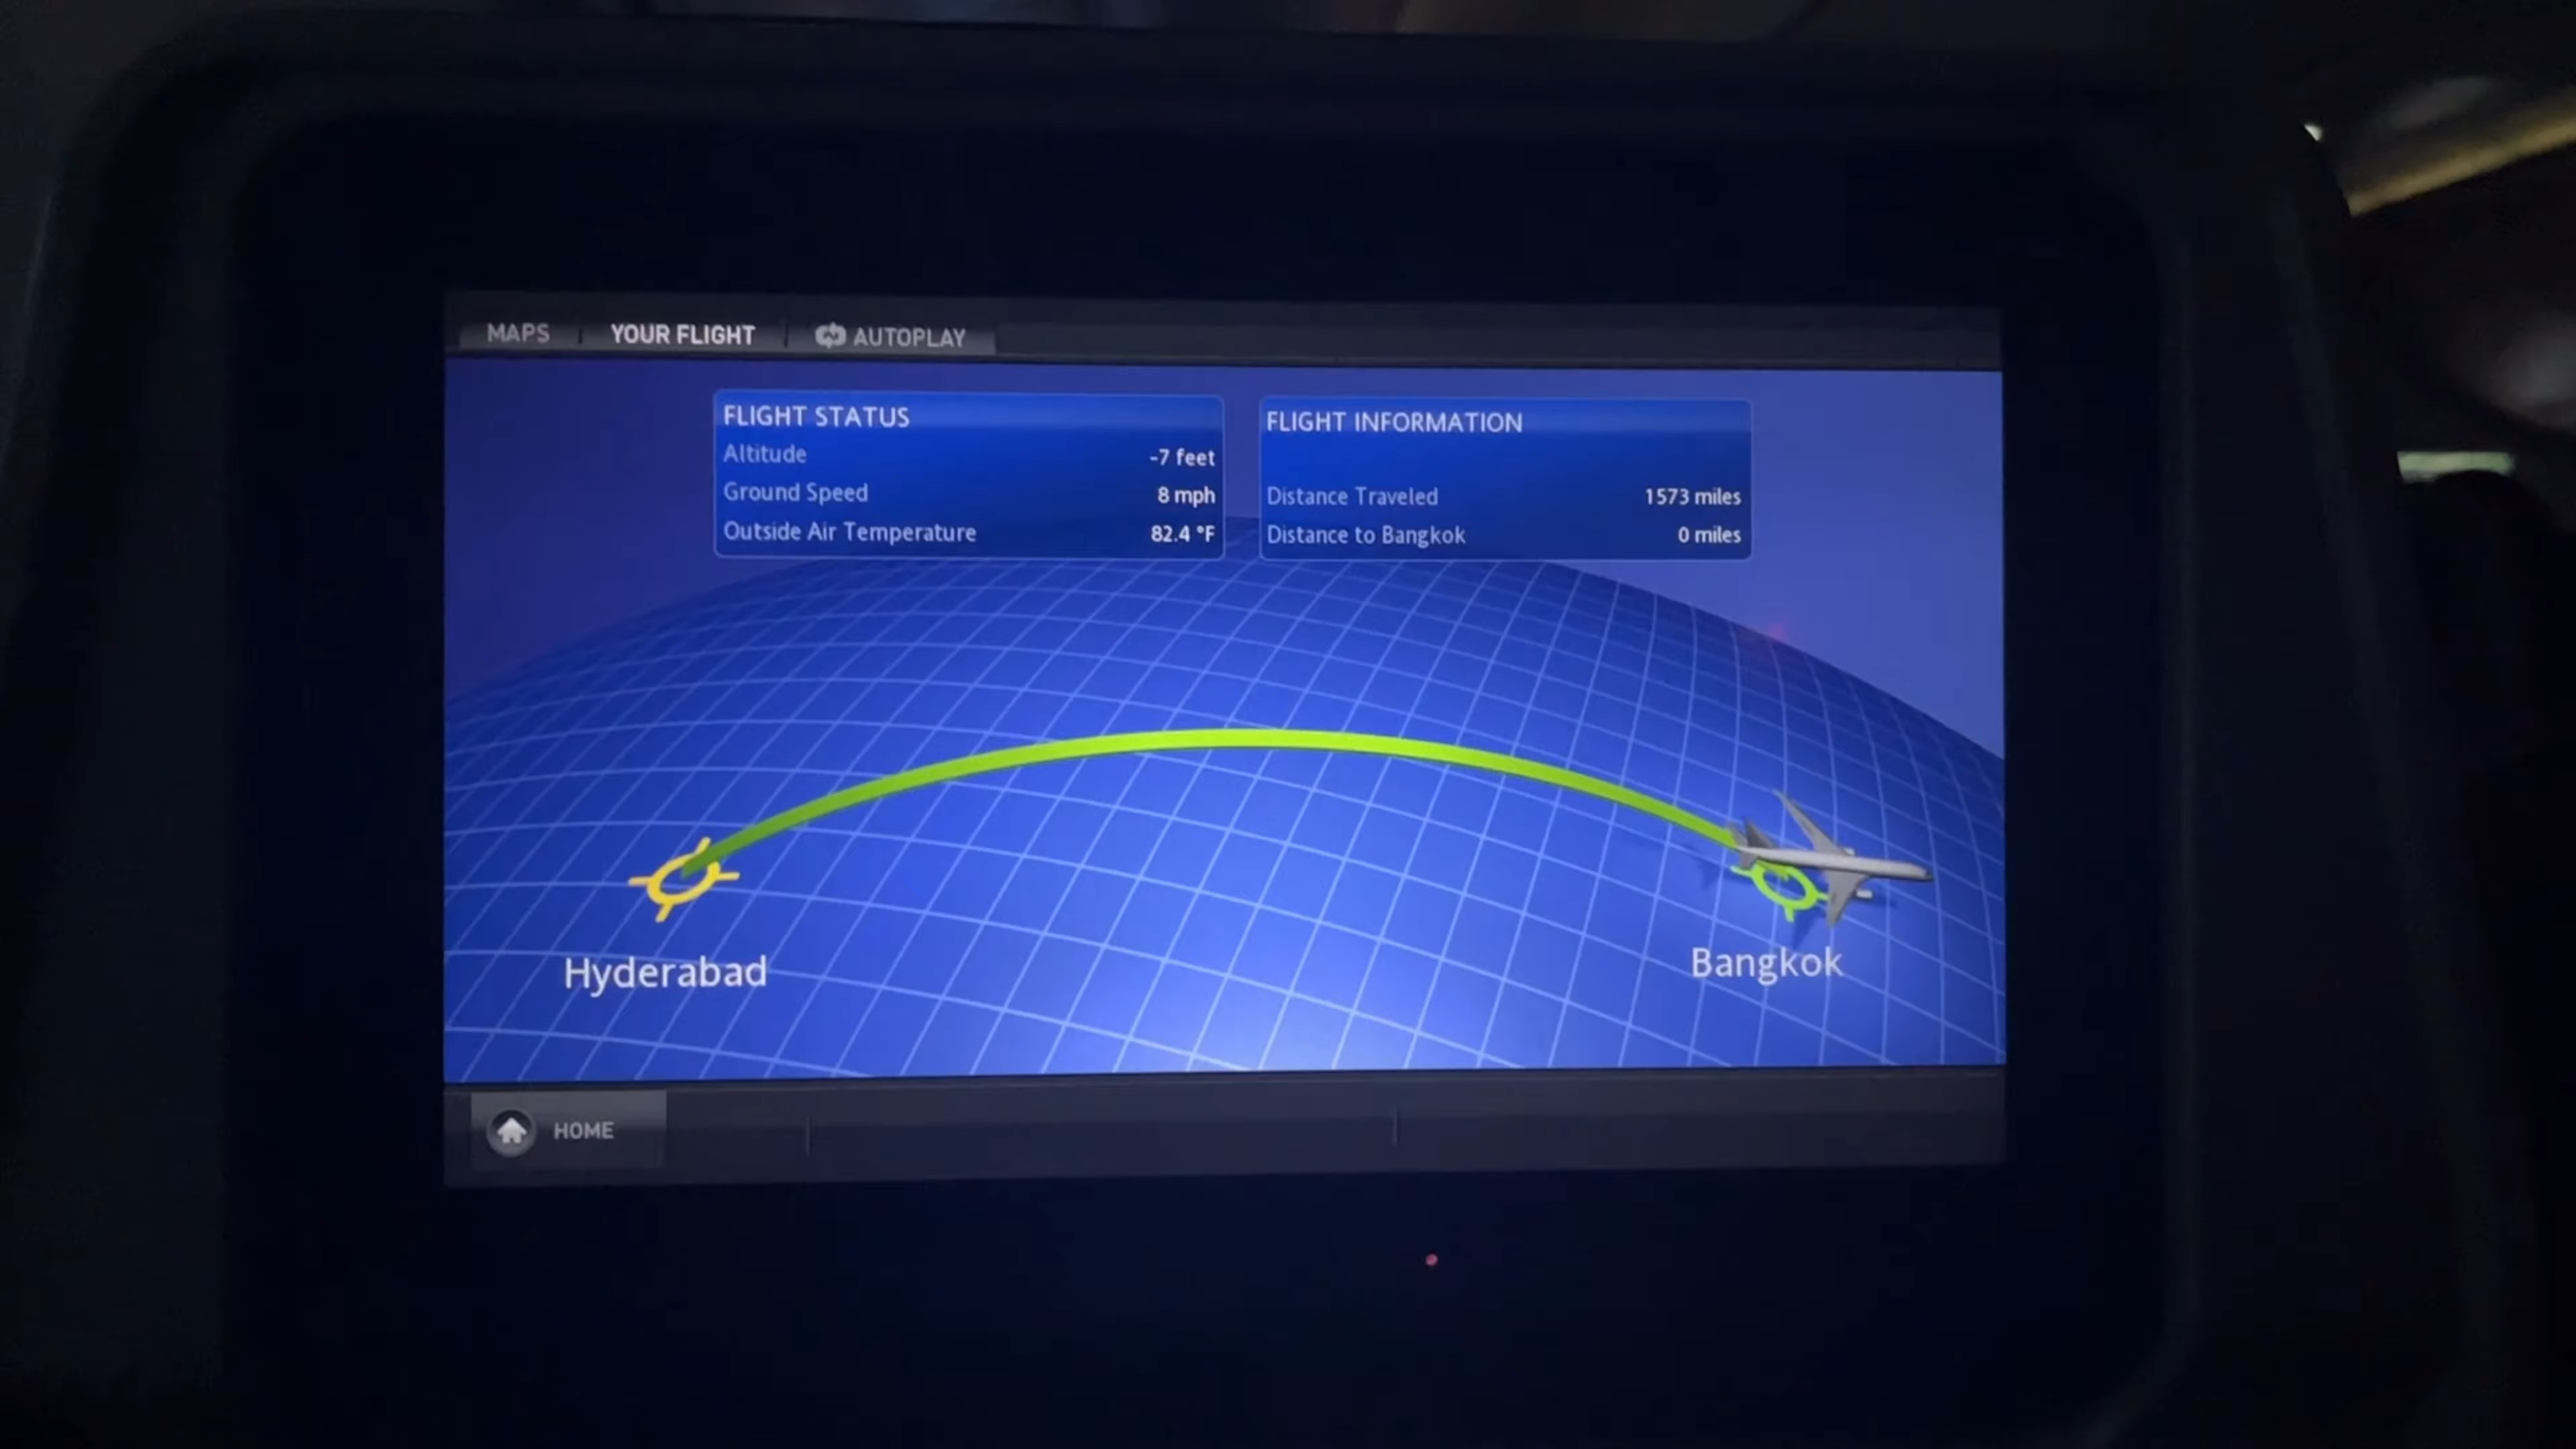 MAPS YOUR FLIGHT AUTOPLAY
FLIGHT STATUS
Altitude -7 feet
Ground Speed 8 mph
Outside Air Temperature 82.4 °F
FLIGHT INFORMATION
Distance Traveled 1573 miles
Distance to Bangkok 0 miles
Hyderabad
Bangkok
HOME